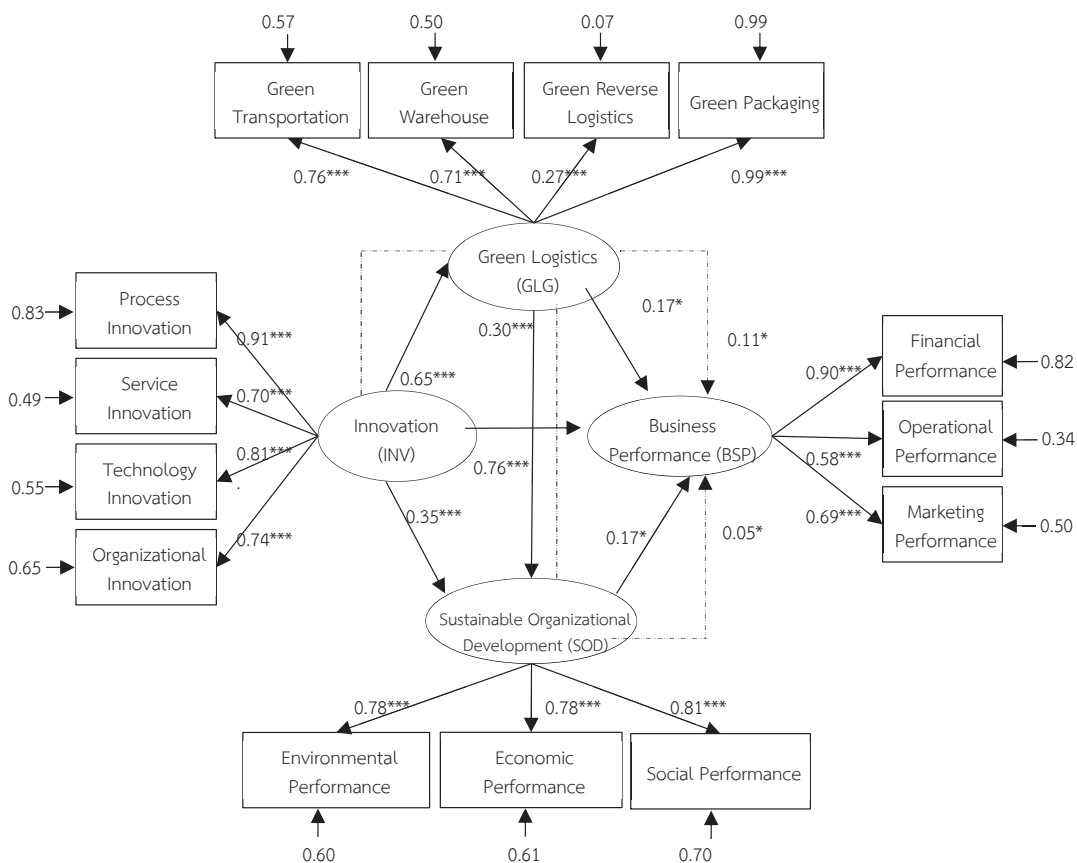 0.57
0.50
0.07
0.99
Green
Transportation
Green
Warehouse
Green Reverse
Logistics
Green Packaging
0.76***
0.71***
0.27***
0.99***
Green Logistics
(GLG)
0.83
Process
Innovation
0.91***
0.49
Service
Innovation
0.70***
0.55
Technology
Innovation
0.81***
0.65
Organizational
Innovation
0.74***
Innovation
(INV)
0.65***
0.30***
0.17*
0.11*
0.76***
0.35***
0.17*
0.05*
Business
Performance (BSP)
0.90***
0.58***
0.69***
Financial
Performance
0.82
Operational
Performance
0.34
Marketing
Performance
0.50
Sustainable Organizational
Development (SOD)
0.78***
0.78***
0.81***
Environmental
Performance
Economic
Performance
Social Performance
0.60
0.61
0.70